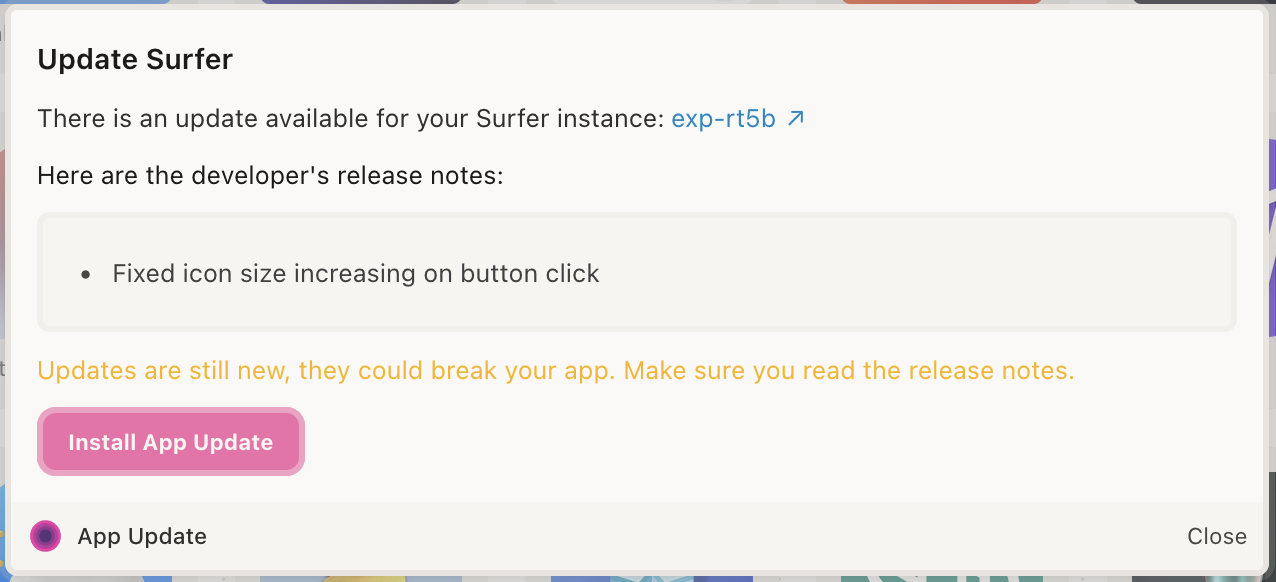 Update Surfer
There is an update available for your Surfer instance: exp-rt5b ↗
Here are the developer's release notes:
• Fixed icon size increasing on button click
Updates are still new, they could break your app. Make sure you read the release notes.
Install App Update
App Update
Close